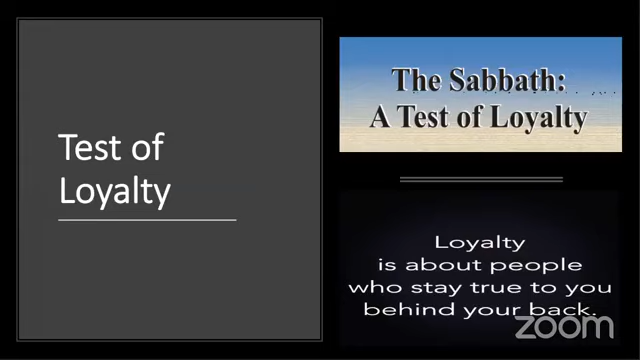 Test of
Loyalty
The Sabbath:
A Test of Loyalty
Loyalty
is about people
who stay true to you
behind your back.
zoom